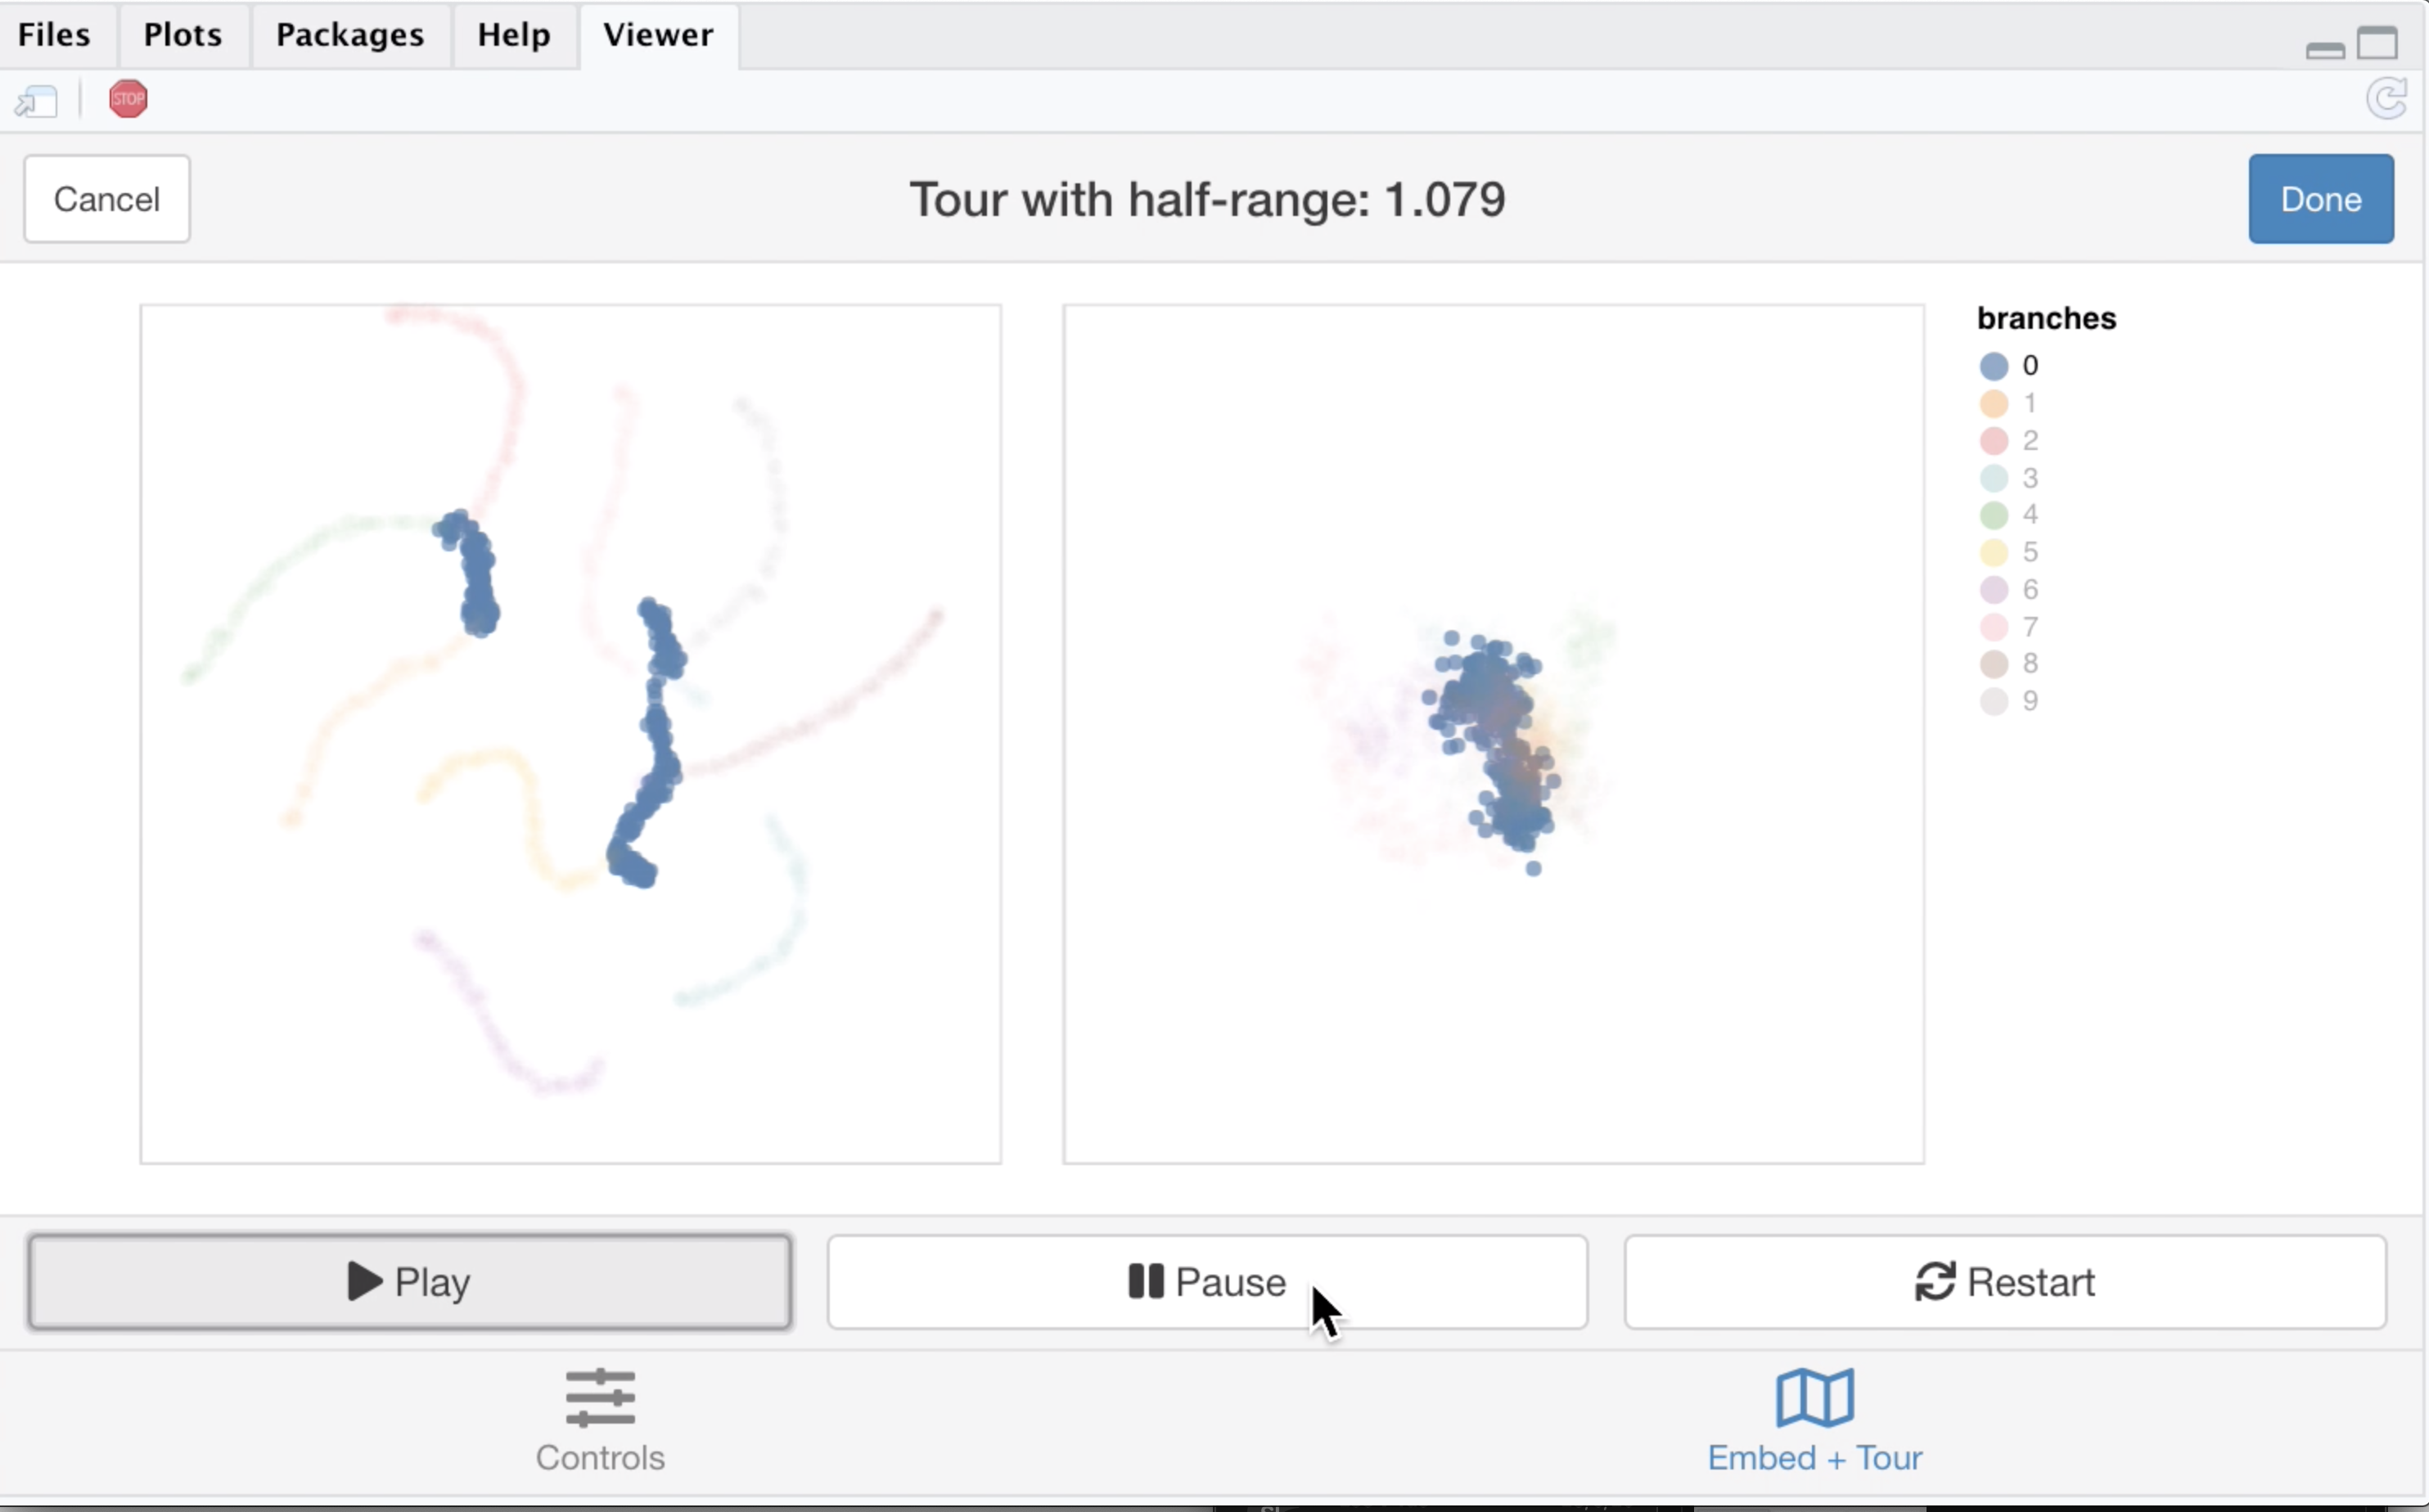 Files Plots Packages Help Viewer
STOP
Cancel Tour with half-range: 1.079 Done
branches
0
1
2
3
4
5
6
7
8
9
Play Pause Restart
Controls Embed + Tour